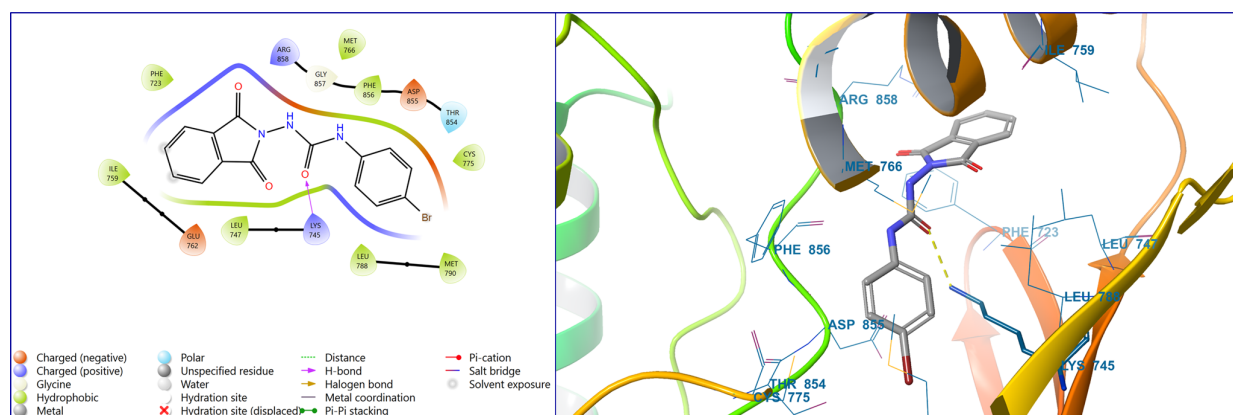 ARG
858
MET
766
PHE
723
GLY
857
PHE
856
ASP
855
THR
854
O
H
N
H
N
N
O
O
CYS
775
ILE
759
Br
LEU
747
LYS
745
GLU
762
LEU
788
MET
790
Charged (negative)
Charged (positive)
Glycine
Hydrophobic
Metal
Polar
Unspecified residue
Water
Hydration site
Hydration site (displaced)
Distance
H-bond
Halogen bond
Metal coordination
Pi-Pi stacking
Pi-cation
Salt bridge
Solvent exposure
ILE 759
ARG 858
MET 766
PHE 723
LEU 747
PHE 856
LEU 788
ASP 855
LYS 745
THR 854
CYS 775